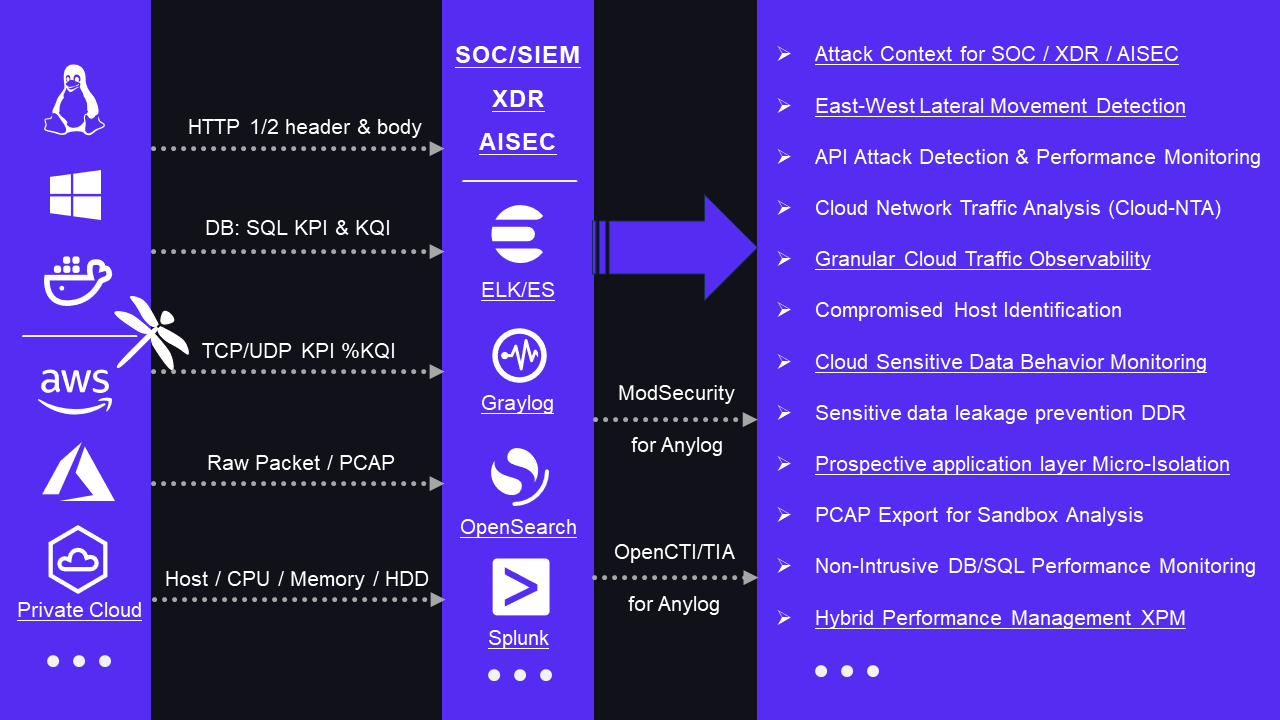 aws
Private Cloud
HTTP 1/2 header & body
DB: SQL KPI & KQI
TCP/UDP KPI %KQI
Raw Packet / PCAP
Host / CPU / Memory / HDD
SOC/SIEM
XDR
AISEC
ELK/ES
Graylog
OpenSearch
Splunk
ModSecurity
for Anylog
OpenCTI/TIA
for Anylog
Attack Context for SOC / XDR / AISEC
East-West Lateral Movement Detection
API Attack Detection & Performance Monitoring
Cloud Network Traffic Analysis (Cloud-NTA)
Granular Cloud Traffic Observability
Compromised Host Identification
Cloud Sensitive Data Behavior Monitoring
Sensitive data leakage prevention DDR
Prospective application layer Micro-Isolation
PCAP Export for Sandbox Analysis
Non-Intrusive DB/SQL Performance Monitoring
Hybrid Performance Management XPM